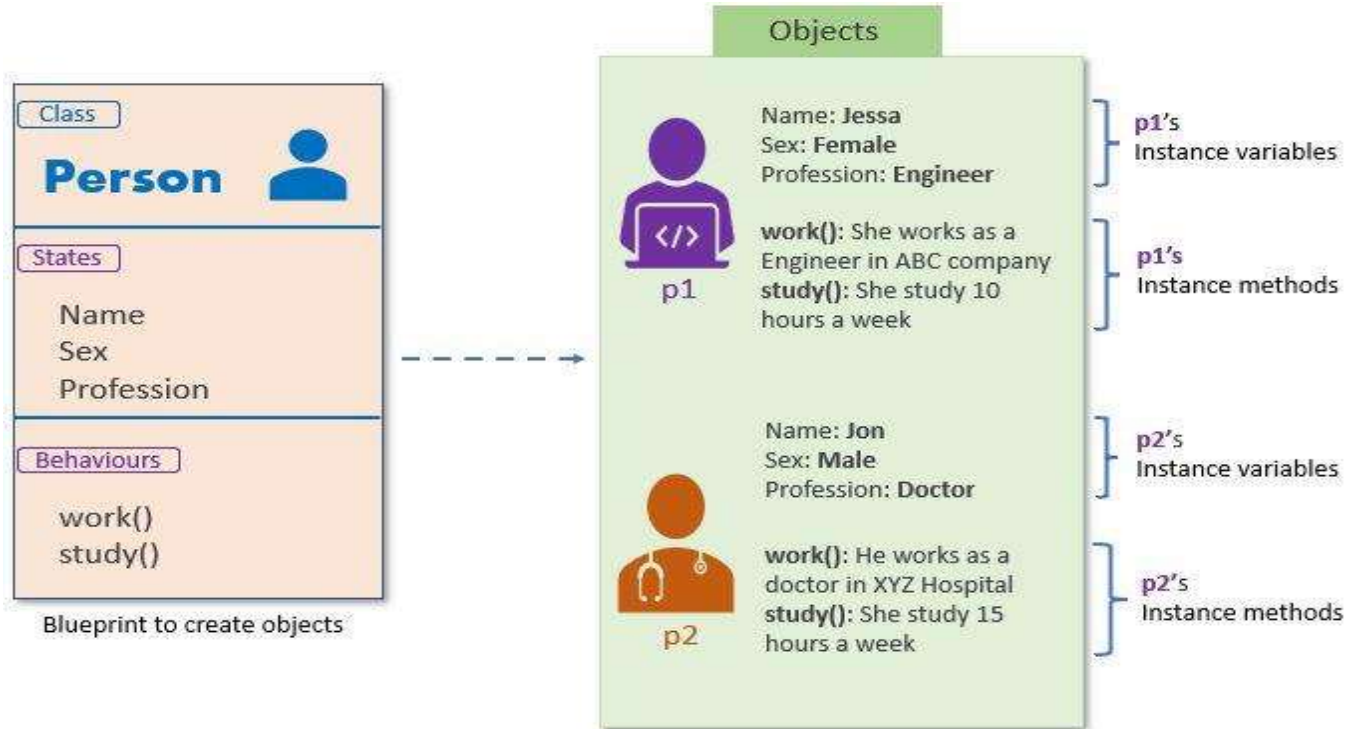 Objects
Class
Person
States
Name
Sex
Profession
Behaviours
work()
study()
Blueprint to create objects
Name: Jessa
Sex: Female
Profession: Engineer
work(): She works as a
Engineer in ABC company
study(): She study 10
hours a week
</>
p1
p1's
Instance variables
p1's
Instance methods
Name: Jon
Sex: Male
Profession: Doctor
work(): He works as a
doctor in XYZ Hospital
study(): She study 15
hours a week
p2
p2's
Instance variables
p2's
Instance methods